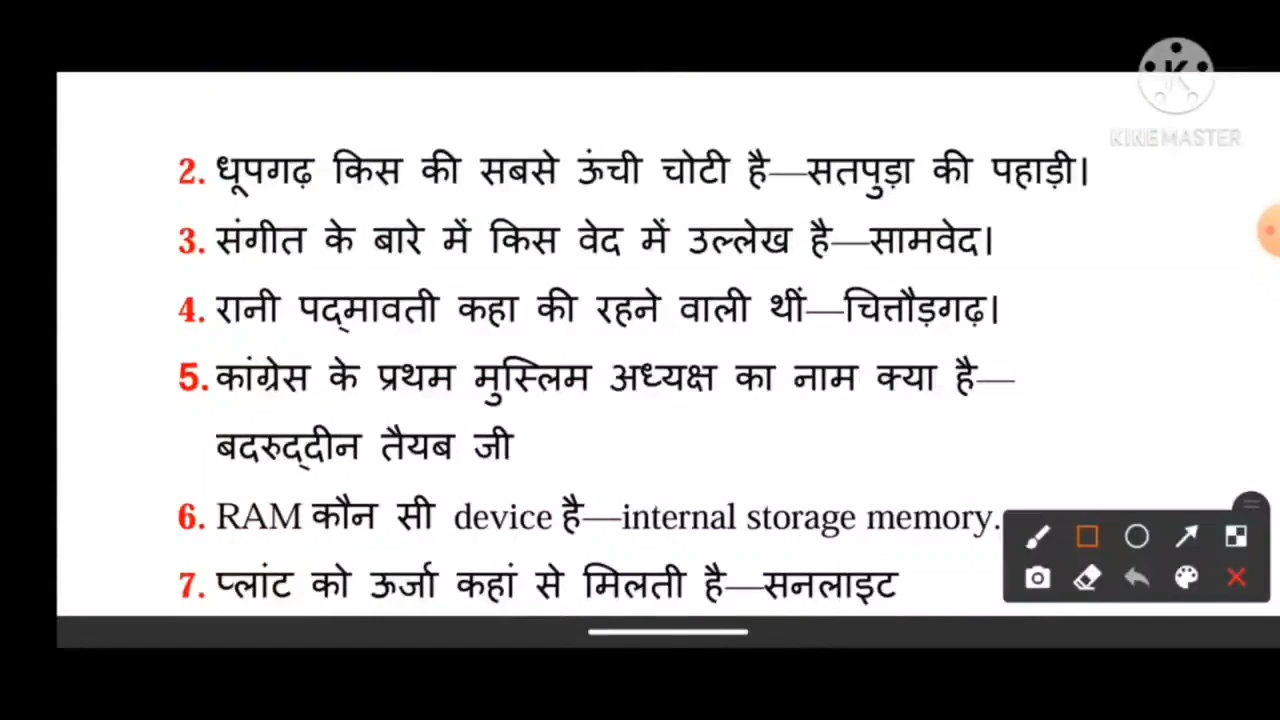 KINEMASTER
2. धूपगढ़ किस की सबसे ऊंची चोटी है—सतपुड़ा की पहाड़ी।
3. संगीत के बारे में किस वेद में उल्लेख है—सामवेद।
4. रानी पद्‌मावती कहा की रहने वाली थीं—चित्तौड़गढ़।
5. कांग्रेस के प्रथम मुस्लिम अध्यक्ष का नाम क्या है—
बदरुद्‌दीन तैयब जी
6. RAM कौन सी device है—internal storage memory.
7. प्लांट को ऊर्जा कहां से मिलती है—सनलाइट